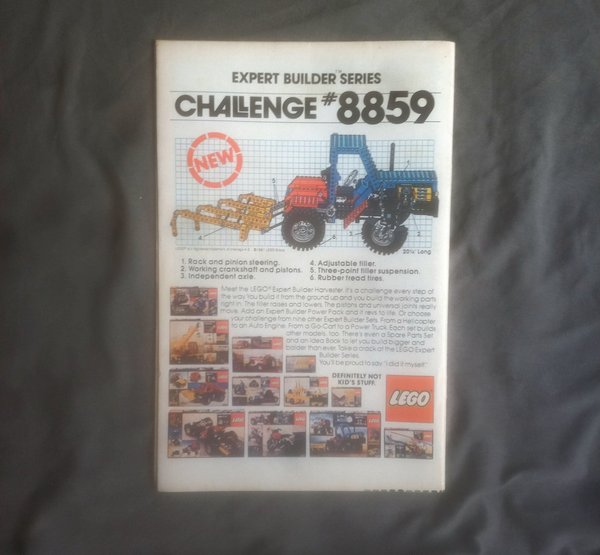 EXPERT BUILDER™ SERIES
CHALLENGE #8859
NEW
5
4
6
2
20¼" Long
1. Rack and pinion steering.
2. Working crankshaft and pistons.
3. Independent axle.
4. Adjustable tiller.
5. Three-point tiller suspension.
6. Rubber tread tires.
Meet the LEGO® Expert Builder Harvester. It's a challenge every step of
the way. You build it from the ground up and you build the working parts
right in. The tiller raises and lowers. The pistons and universal joints really
move. Add an Expert Builder Power Pack and it revs to life. Or choose
your challenge from nine other Expert Builder Sets. From a Helicopter
to an Auto Engine. From a Go-Cart to a Power Truck. Each set builds
other models, too. There's even a Spare Parts Set
and an Idea Book to let you build bigger and
bolder than ever. Take a crack at the LEGO Expert
Builder Series.
You'll be proud to say "I did it myself."
DEFINITELY NOT
KID'S STUFF.
LEGO